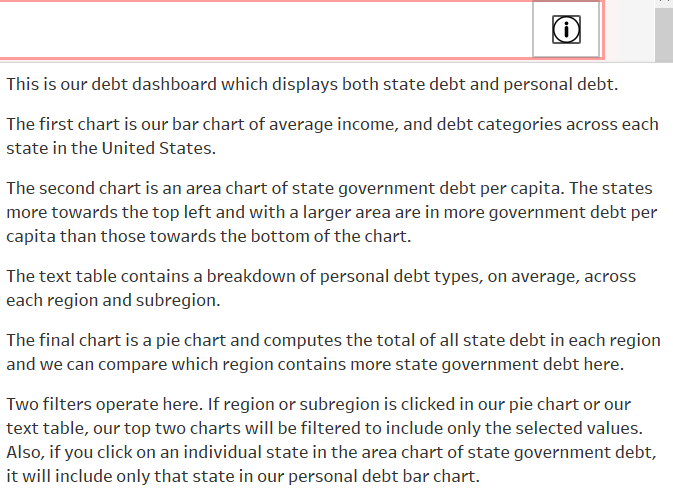 This is our debt dashboard which displays both state debt and personal debt.
The first chart is our bar chart of average income, and debt categories across each
state in the United States.
The second chart is an area chart of state government debt per capita. The states
more towards the top left and with a larger area are in more government debt per
capita than those towards the bottom of the chart.
The text table contains a breakdown of personal debt types, on average, across
each region and subregion.
The final chart is a pie chart and computes the total of all state debt in each region
and we can compare which region contains more state government debt here.
Two filters operate here. If region or subregion is clicked in our pie chart or our
text table, our top two charts will be filtered to include only the selected values.
Also, if you click on an individual state in the area chart of state government debt,
it will include only that state in our personal debt bar chart.